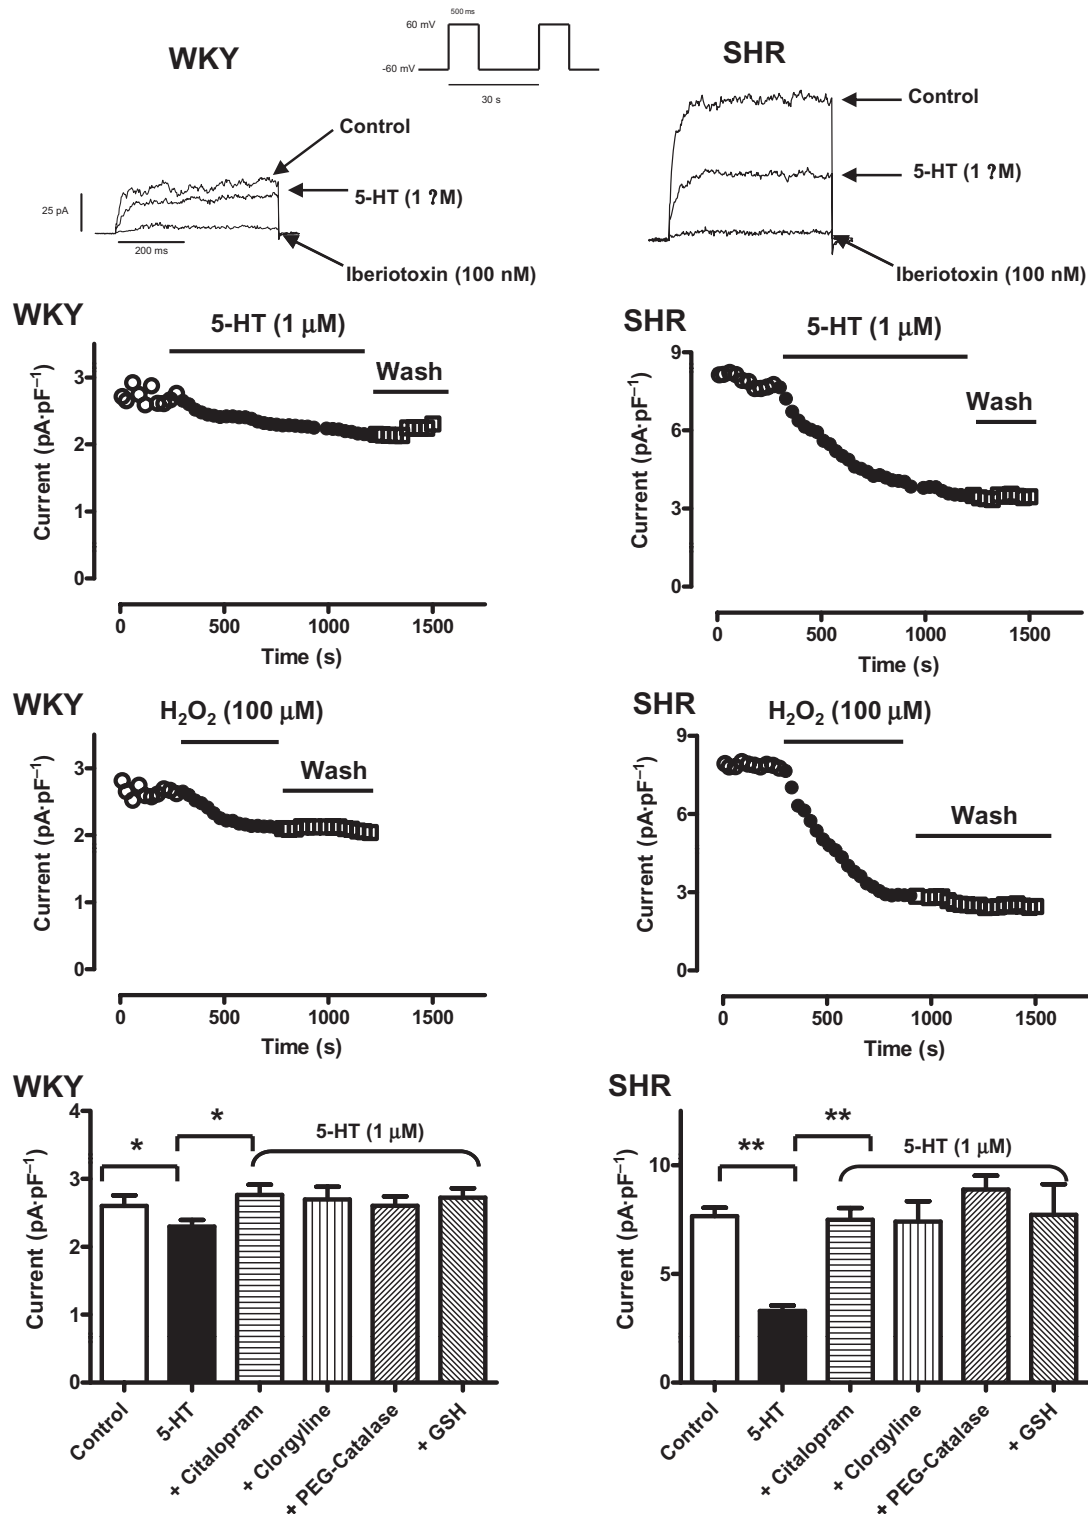 500 ms
60 mV
-60 mV
30 s
WKY
Control
5-HT (1 ?M)
25 pA
200 ms
Iberiotoxin (100 nM)
SHR
Control
5-HT (1 ?M)
Iberiotoxin (100 nM)
WKY
5-HT (1 μM)
Wash
Current (pA·pF⁻¹)
3
2
1
0
0 500 1000 1500
Time (s)
SHR
5-HT (1 μM)
Wash
Current (pA·pF⁻¹)
9
6
3
0
0 500 1000 1500
Time (s)
WKY
H₂O₂ (100 μM)
Wash
Current (pA·pF⁻¹)
3
2
1
0
0 500 1000 1500
Time (s)
SHR
H₂O₂ (100 μM)
Wash
Current (pA·pF⁻¹)
9
6
3
0
0 500 1000 1500
Time (s)
WKY
* *
5-HT (1 μM)
Current (pA·pF⁻¹)
4
3
2
1
0
Control
5-HT
+ Citalopram
+ Clorgyline
+ PEG-Catalase
+ GSH
SHR
** **
5-HT (1 μM)
Current (pA·pF⁻¹)
10
5
0
Control
5-HT
+ Citalopram
+ Clorgyline
+ PEG-Catalase
+ GSH